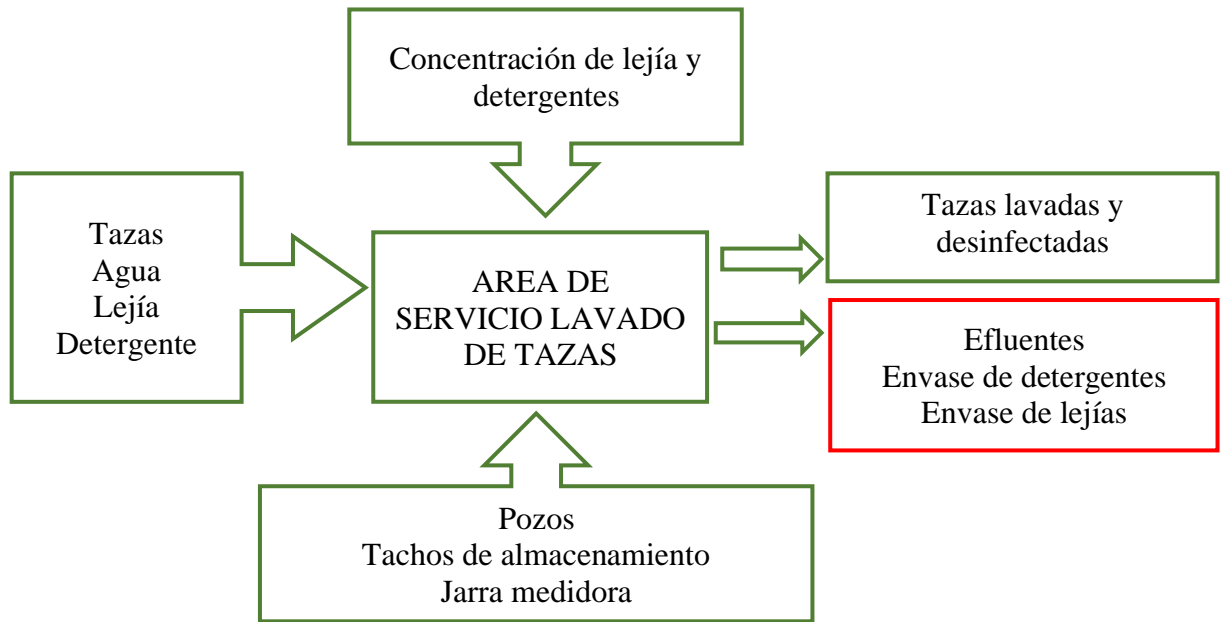 Concentración de lejía y
detergentes
Tazas
Agua
Lejía
Detergente
AREA DE
SERVICIO LAVADO
DE TAZAS
Tazas lavadas y
desinfectadas
Efluentes
Envase de detergentes
Envase de lejías
Pozos
Tachos de almacenamiento
Jarra medidora